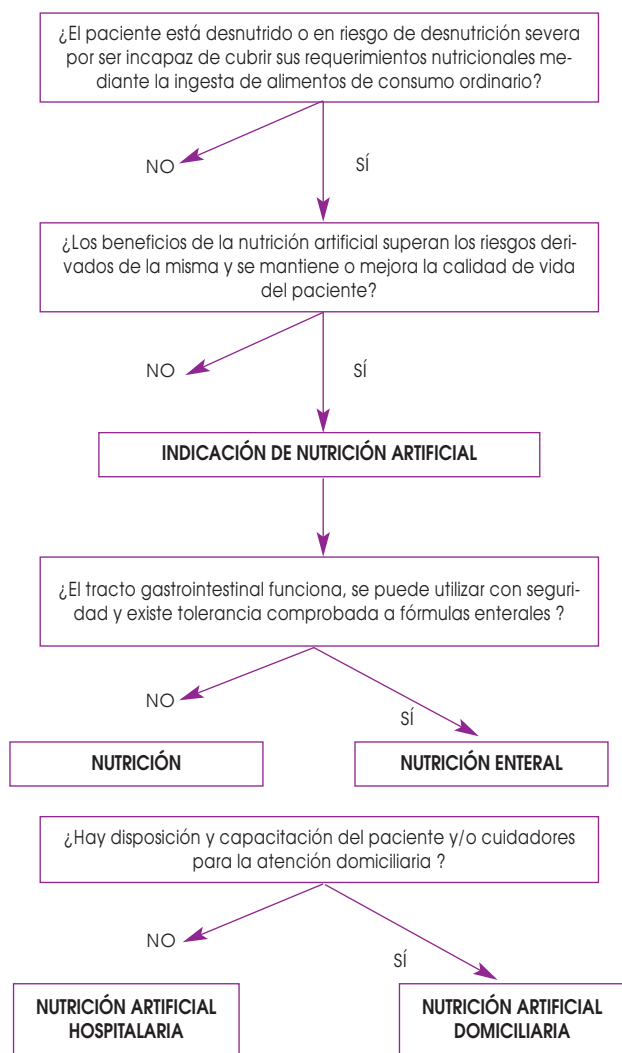 ¿El paciente está desnutrido o en riesgo de desnutrición severa
por ser incapaz de cubrir sus requerimientos nutricionales me-
diante la ingesta de alimentos de consumo ordinario?
NO
SÍ
¿Los beneficios de la nutrición artificial superan los riesgos deri-
vados de la misma y se mantiene o mejora la calidad de vida
del paciente?
NO
SÍ
INDICACIÓN DE NUTRICIÓN ARTIFICIAL
¿El tracto gastrointestinal funciona, se puede utilizar con seguri-
dad y existe tolerancia comprobada a fórmulas enterales ?
NO
SÍ
NUTRICIÓN
NUTRICIÓN ENTERAL
¿Hay disposición y capacitación del paciente y/o cuidadores
para la atención domiciliaria ?
NO
SÍ
NUTRICIÓN ARTIFICIAL
HOSPITALARIA
NUTRICIÓN ARTIFICIAL
DOMICILIARIA